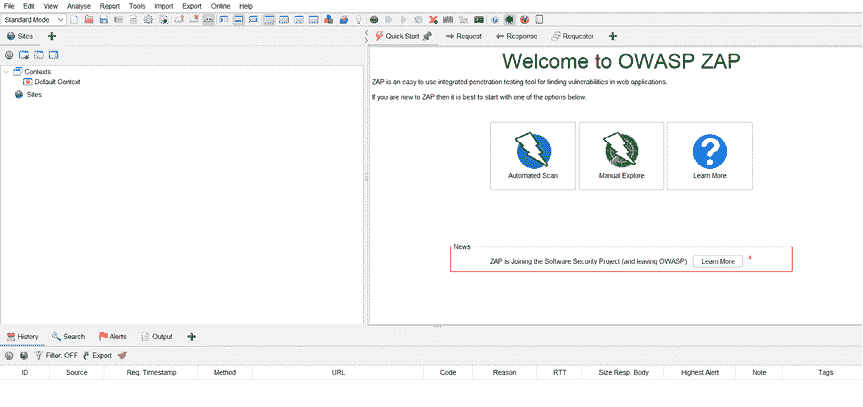 File Edit View Analyse Report Tools Import Export Online Help
Standard Mode
Sites
Quick Start Request Response Requester
Contexts
Default Context
Sites
Welcome to OWASP ZAP
ZAP is an easy to use integrated penetration testing tool for finding vulnerabilities in web applications.
If you are new to ZAP then it is best to start with one of the options below.
Automated Scan Manual Explore Learn More
News
ZAP is Joining the Software Security Project (and leaving OWASP) Learn More x
History Search Alerts Output
Filter: OFF Export
ID Source Req. Timestamp Method URL Code Reason RTT Size Resp. Body Highest Alert Note Tags